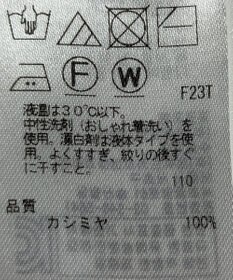 F W
F23T
液温は30℃以下。
中性洗剤(おしゃれ着洗い)を
使用。漂白剤は液体タイプを使
用。よくすすぎ、絞りの後すぐ
に干すこと。
110
品質
カシミヤ 100%